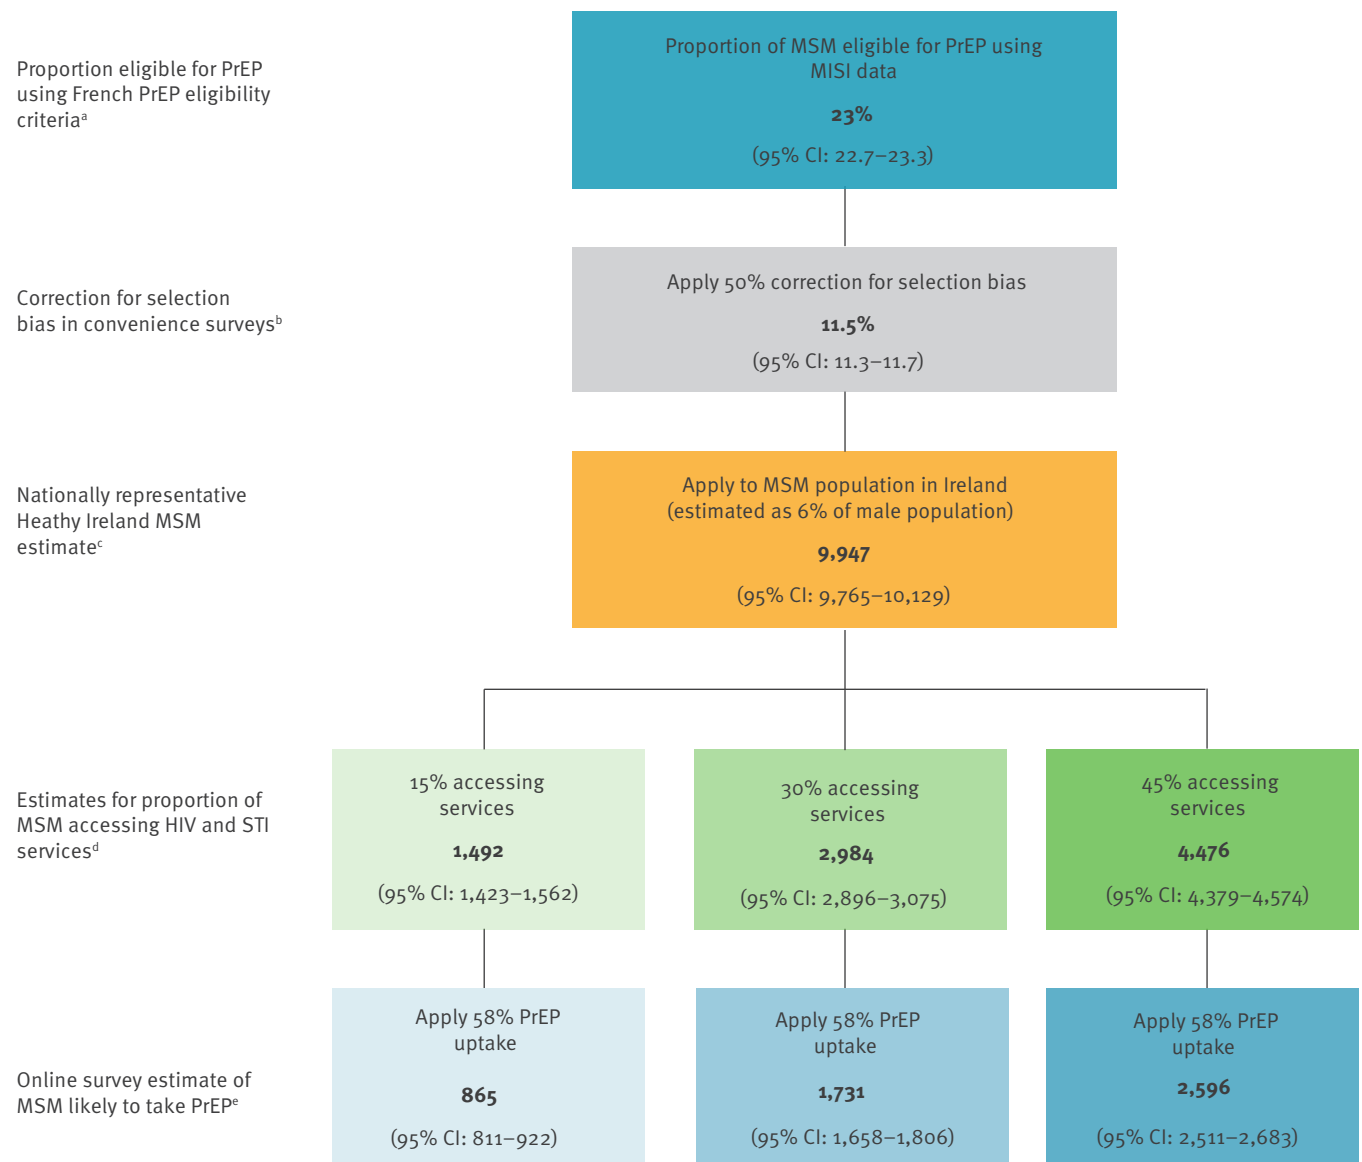 Proportion eligible for PrEP
using French PrEP eligibility
criteriaᵃ
Proportion of MSM eligible for PrEP using
MISI data
23%
(95% CI: 22.7–23.3)
Correction for selection
bias in convenience surveysᵇ
Apply 50% correction for selection bias
11.5%
(95% CI: 11.3–11.7)
Nationally representative
Heathy Ireland MSM
estimateᶜ
Apply to MSM population in Ireland
(estimated as 6% of male population)
9,947
(95% CI: 9,765–10,129)
Estimates for proportion of
MSM accessing HIV and STI
servicesᵈ
15% accessing
services
1,492
(95% CI: 1,423–1,562)
30% accessing
services
2,984
(95% CI: 2,896–3,075)
45% accessing
services
4,476
(95% CI: 4,379–4,574)
Online survey estimate of
MSM likely to take PrEPᵉ
Apply 58% PrEP
uptake
865
(95% CI: 811–922)
Apply 58% PrEP
uptake
1,731
(95% CI: 1,658–1,806)
Apply 58% PrEP
uptake
2,596
(95% CI: 2,511–2,683)